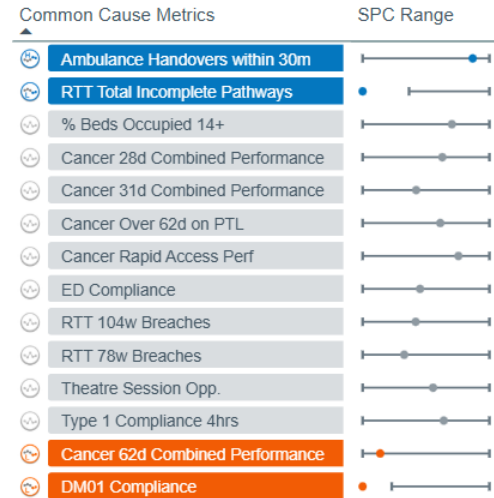 Common Cause Metrics SPC Range
Ambulance Handovers within 30m
RTT Total Incomplete Pathways
% Beds Occupied 14+
Cancer 28d Combined Performance
Cancer 31d Combined Performance
Cancer Over 62d on PTL
Cancer Rapid Access Perf
ED Compliance
RTT 104w Breaches
RTT 78w Breaches
Theatre Session Opp.
Type 1 Compliance 4hrs
Cancer 62d Combined Performance
DM01 Compliance